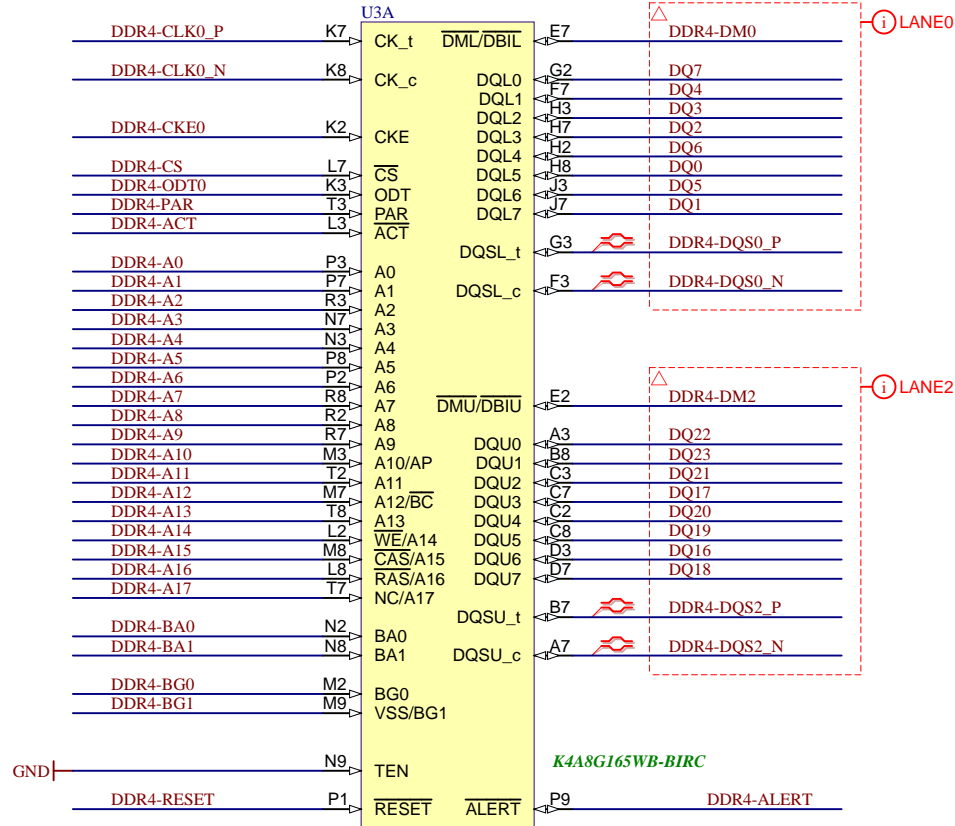 U3A
DDR4-CLK0_P K7 CK_t DML/DBIL E7 DDR4-DM0 LANE0
DDR4-CLK0_N K8 CK_c DQL0 G2 DQ7
DQL1 F7 DQ4
DQL2 H3 DQ3
DDR4-CKE0 K2 CKE DQL3 H7 DQ2
DQL4 H2 DQ6
DDR4-CS L7 CS DQL5 H8 DQ0
DDR4-ODT0 K3 ODT DQL6 J3 DQ5
DDR4-PAR T3 PAR DQL7 J7 DQ1
DDR4-ACT L3 ACT
DQSL_t G3 DDR4-DQS0_P
DDR4-A0 P3 A0
DDR4-A1 P7 A1 DQSL_c F3 DDR4-DQS0_N
DDR4-A2 R3 A2
DDR4-A3 N7 A3
DDR4-A4 N3 A4
DDR4-A5 P8 A5
DDR4-A6 P2 A6 LANE2
DDR4-A7 R8 A7 DMU/DBIU E2 DDR4-DM2
DDR4-A8 R2 A8
DDR4-A9 R7 A9 DQU0 A3 DQ22
DDR4-A10 M3 A10/AP DQU1 B8 DQ23
DDR4-A11 T2 A11 DQU2 C3 DQ21
DDR4-A12 M7 A12/BC DQU3 C7 DQ17
DDR4-A13 T8 A13 DQU4 C2 DQ20
DDR4-A14 L2 WE/A14 DQU5 C8 DQ19
DDR4-A15 M8 CAS/A15 DQU6 D3 DQ16
DDR4-A16 L8 RAS/A16 DQU7 D7 DQ18
DDR4-A17 T7 NC/A17
DQSU_t B7 DDR4-DQS2_P
DDR4-BA0 N2 BA0
DDR4-BA1 N8 BA1 DQSU_c A7 DDR4-DQS2_N
DDR4-BG0 M2 BG0
DDR4-BG1 M9 VSS/BG1
GND N9 TEN K4A8G165WB-BIRC
DDR4-RESET P1 RESET ALERT P9 DDR4-ALERT